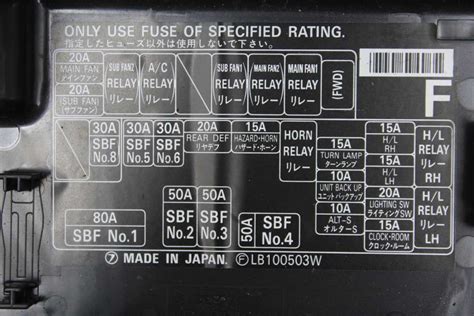 ONLY USE FUSE OF SPECIFIED RATING.
指定したヒューズ以外は使用しないで下さい。
20A
MAIN FAN
メインファン
20A
(SUB FAN)
(サブファン)
SUB FAN2
RELAY
リレー
A/C
RELAY
リレー
SUB FAN1
RELAY
リレー
MAIN FAN2
RELAY
リレー
MAIN FAN1
RELAY
リレー
(FWD)
F
30A
SBF
No.8
30A
SBF
No.5
30A
SBF
No.6
20A
REAR DEF
リヤデフ
15A
HAZARD・HORN
ハザード・ホーン
HORN
RELAY
リレー
15A
TURN LAMP
ターンランプ
15A
H/L
RH
15A
H/L
LH
H/L
RELAY
リレー
RH
10A
UNIT BACK UP
ユニットバックアップ
10A
ALT-S
オルターS
20A
LIGHTING SW
ライティングSW
15A
CLOCK・ROOM
クロック・ルーム
H/L
RELAY
リレー
LH
80A
SBF No.1
50A
SBF
No.2
50A
SBF
No.3
50A
SBF
No.4
7 MADE IN JAPAN.
F LB100503W